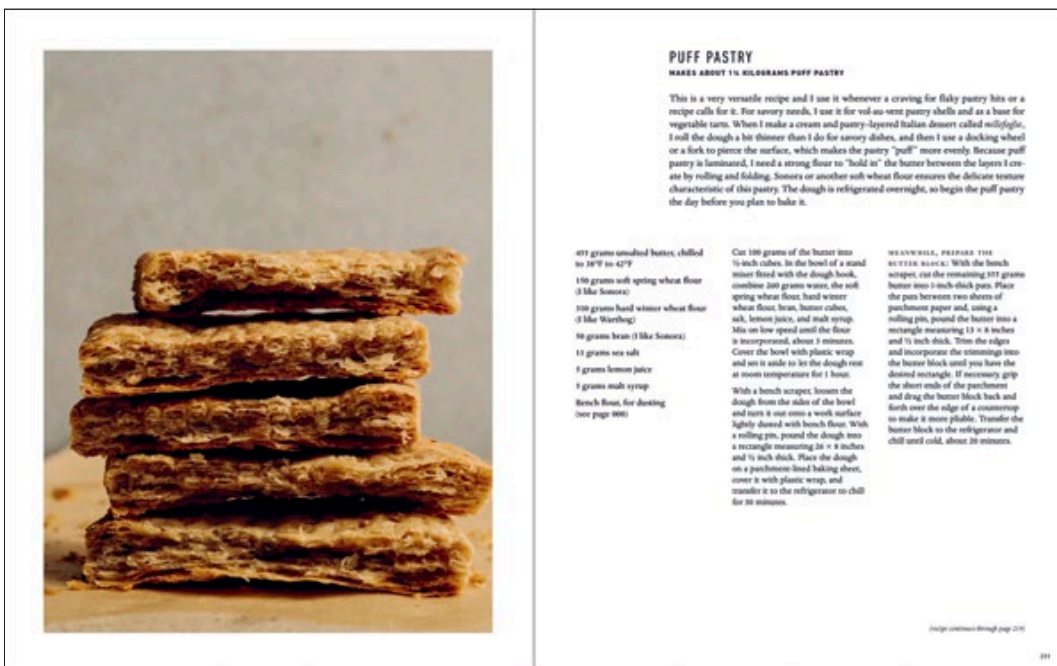 PUFF PASTRY
MAKES ABOUT 1¼ KILOGRAMS PUFF PASTRY
This is a very versatile recipe and I use it whenever a craving for flaky pastry hits or a
recipe calls for it. For savory needs, I use it for vol-au-vent pastry shells and as a base for
vegetable tarts. When I make a cream and pastry–layered Italian dessert called millefoglie,
I roll the dough a bit thinner than I do for savory dishes, and then I use a docking wheel
or a fork to pierce the surface, which makes the pastry "puff" more evenly. Because puff
pastry is laminated, I need a strong flour to "hold in" the butter between the layers I cre-
ate by rolling and folding. Sonora or another soft wheat flour ensures the delicate texture
characteristic of this pastry. The dough is refrigerated overnight, so begin the puff pastry
the day before you plan to bake it.
grams unsalted butter, chilled
to 38°F to 42°F
150 grams soft spring wheat flour
(I like Sonora)
350 grams hard winter wheat flour
(I like Warthog)
50 grams bran (I like Sonora)
11 grams sea salt
5 grams lemon juice
5 grams malt syrup
Bench flour, for dusting
(see page 000)
Cut 100 grams of the butter into
½-inch cubes. In the bowl of a stand
mixer fitted with the dough hook,
combine 260 grams water, the soft
spring wheat flour, hard winter
wheat flour, bran, butter cubes,
salt, lemon juice, and malt syrup.
Mix on low speed until the flour
is incorporated, about 3 minutes.
Cover the bowl with plastic wrap
and set it aside to let the dough rest
at room temperature for 1 hour.
With a bench scraper, loosen the
dough from the sides of the bowl
and turn it out onto a work surface
lightly dusted with bench flour. With
a rolling pin, pound the dough into
a rectangle measuring 26 × 8 inches
and ½ inch thick. Place the dough
on a parchment-lined baking sheet,
cover it with plastic wrap, and
transfer it to the refrigerator to chill
for 30 minutes.
MEANWHILE, PREPARE THE
BUTTER BLOCK: With the bench
scraper, cut the remaining grams
butter into 1-inch-thick pats. Place
the pats between two sheets of
parchment paper and, using a
rolling pin, pound the butter into a
rectangle measuring 13 × 8 inches
and ½ inch thick. Trim the edges
and incorporate the trimmings into
the butter block until you have the
desired rectangle. If necessary, grip
the short ends of the parchment
and drag the butter block back and
forth over the edge of a countertop
to make it more pliable. Transfer the
butter block to the refrigerator and
chill until cold, about 20 minutes.
(recipe continues through page